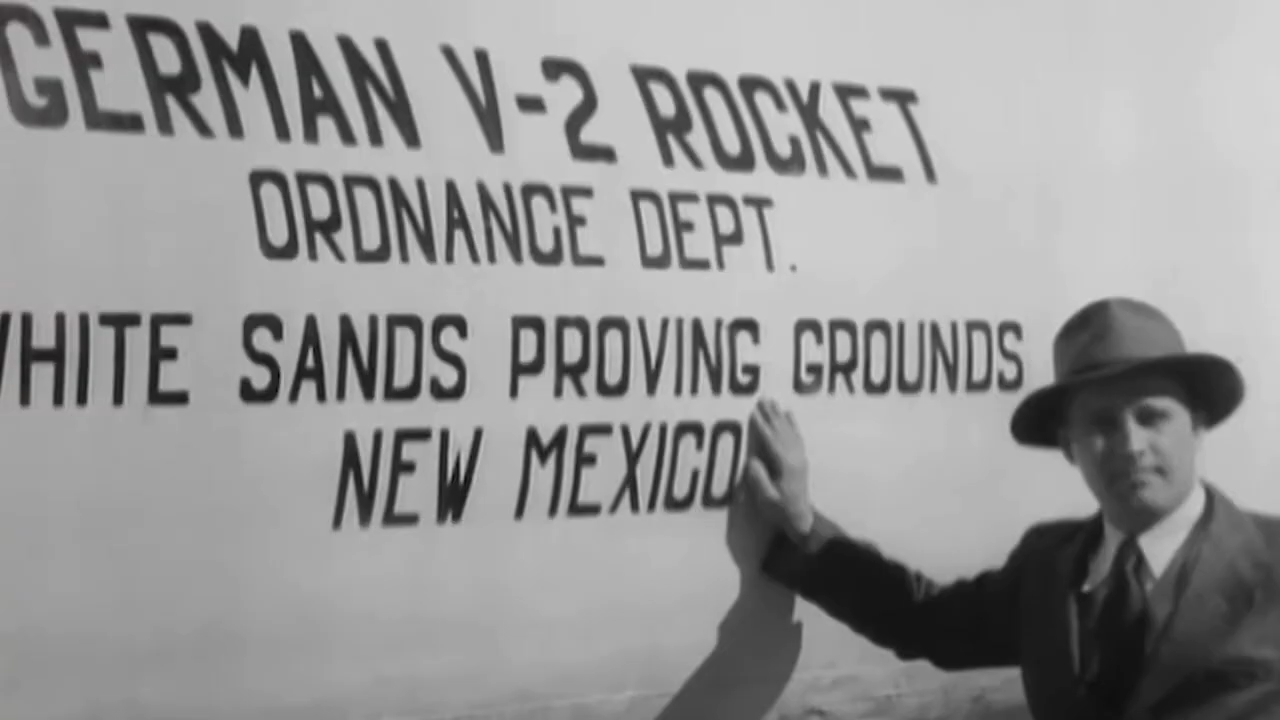 GERMAN V-2 ROCKET
ORDNANCE DEPT.
WHITE SANDS PROVING GROUNDS
NEW MEXICO